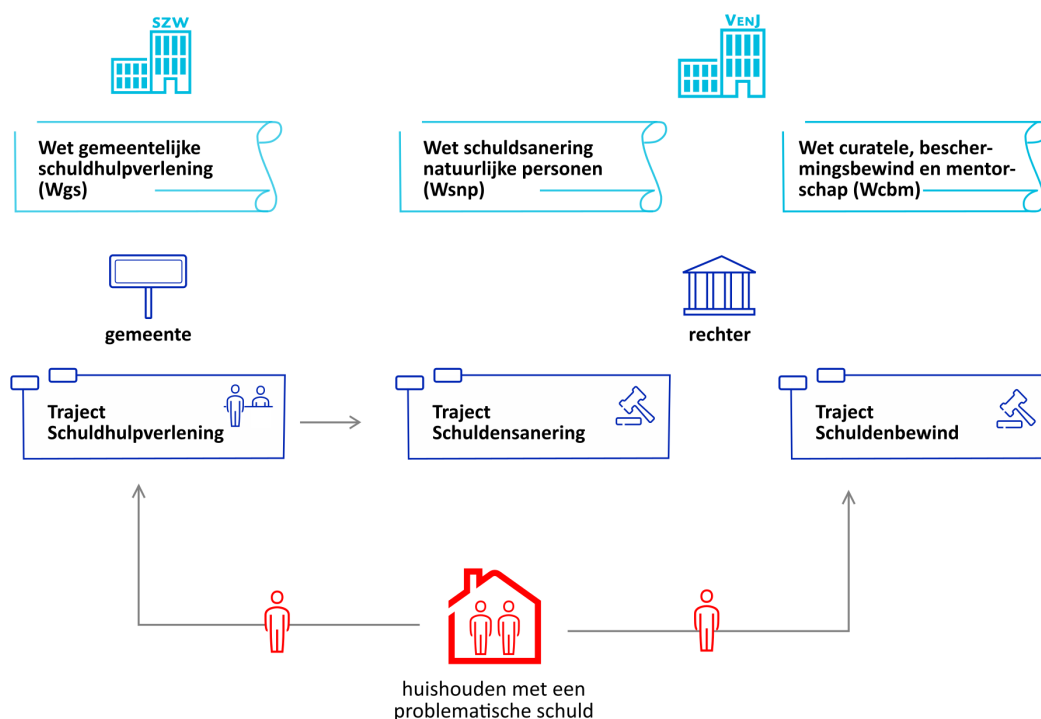 SZW
VENJ
Wet gemeentelijke
schuldhulpverlening
(Wgs)
Wet schuldsanering
natuurlijke personen
(Wsnp)
Wet curatele, bescher-
mingsbewind en mentor-
schap (Wcbm)
gemeente
rechter
Traject
Schuldhulpverlening
Traject
Schuldensanering
Traject
Schuldenbewind
huishouden met een
problematische schuld